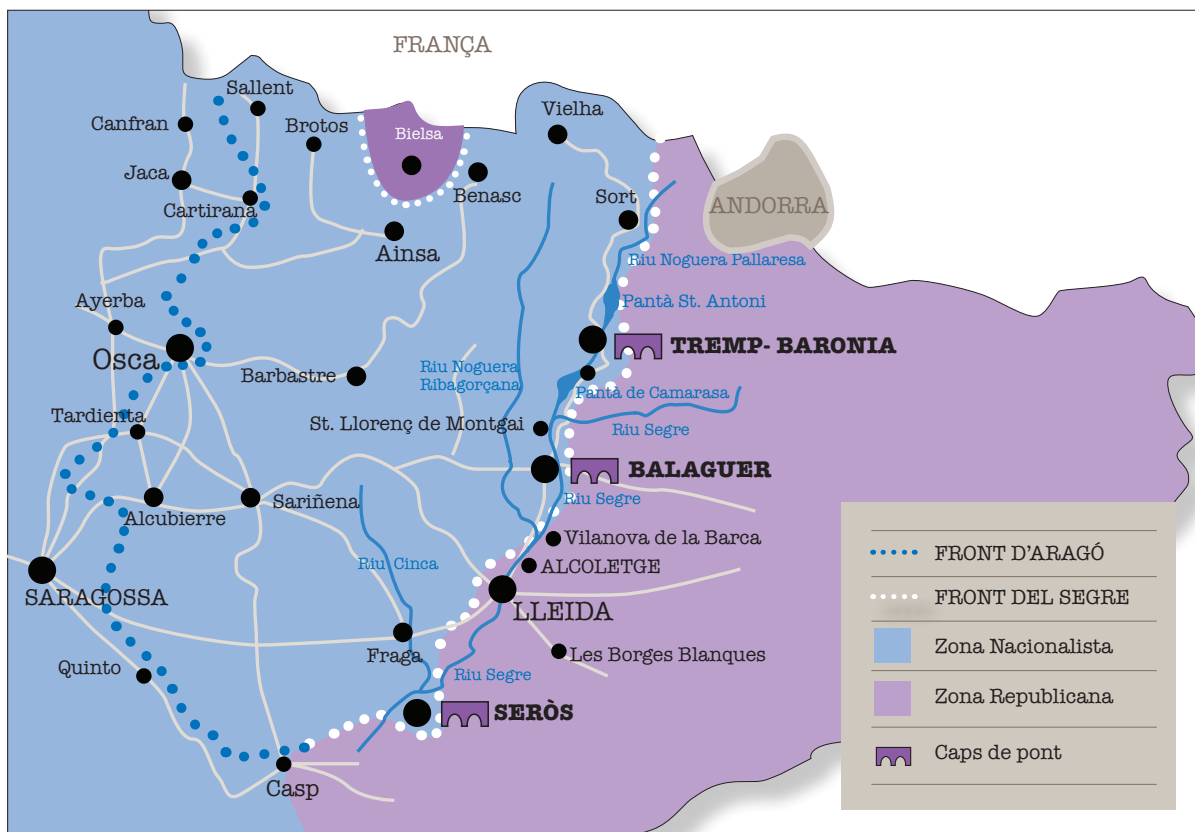 FRANÇA
Sallent
Canfran
Brotos
Bielsa
Vielha
Jaca
Benasc
Cartirana
Sort
ANDORRA
Ainsa
Riu Noguera Pallaresa
Ayerba
Pantà St. Antoni
Osca
TREMP- BARONIA
Barbastre
Riu Noguera
Ribagorçana
Pantà de Camarasa
Tardienta
St. Llorenç de Montgai
Riu Segre
BALAGUER
Riu Segre
Alcubierre
Sariñena
Vilanova de la Barca
Riu Cinca
ALCOLETGE
SARAGOSSA
LLEIDA
Fraga
Les Borges Blanques
Quinto
Riu Segre
SERÒS
Casp
FRONT D'ARAGÓ
FRONT DEL SEGRE
Zona Nacionalista
Zona Republicana
Caps de pont